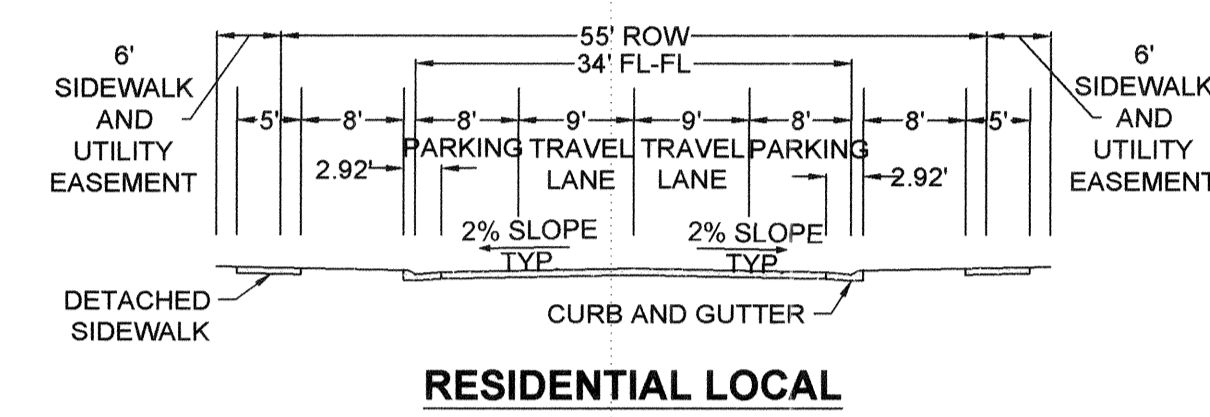 55' ROW
34' FL-FL
6'
SIDEWALK
AND
UTILITY
EASEMENT
6'
SIDEWALK
AND
UTILITY
EASEMENT
5' 8' 8' 9' 9' 8' 8' 5'
PARKING TRAVEL LANE TRAVEL LANE PARKING
2.92' 2.92'
2% SLOPE
TYP
2% SLOPE
TYP
DETACHED
SIDEWALK
CURB AND GUTTER
RESIDENTIAL LOCAL